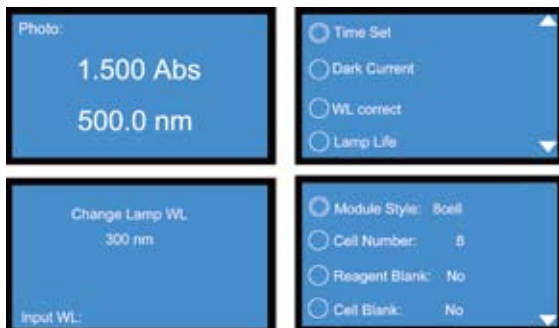 Photo:
1.500 Abs
500.0 nm
Time Set
Dark Current
WL correct
Lamp Life
Change Lamp WL
300 nm
Input WL:
Module Style: 8cell
Cell Number: 8
Reagent Blank: No
Cell Blank: No